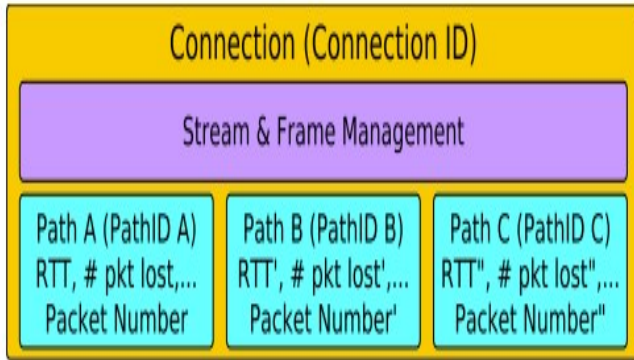 Connection (Connection ID)
Stream & Frame Management
Path A (PathID A)
RTT, # pkt lost,...
Packet Number
Path B (PathID B)
RTT', # pkt lost',...
Packet Number'
Path C (PathID C)
RTT", # pkt lost",...
Packet Number"